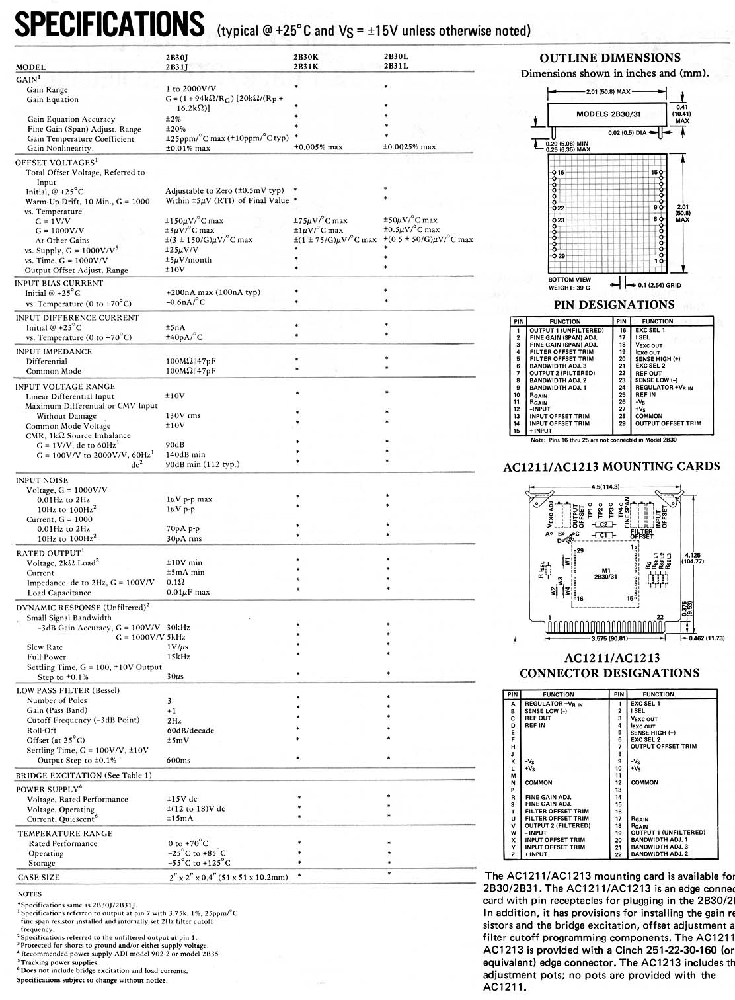 SPECIFICATIONS (typical @ +25°C and VS = ±15V unless otherwise noted)
MODEL 2B30J 2B31J 2B30K 2B31K 2B30L 2B31L
GAIN¹
Gain Range 1 to 2000V/V * *
Gain Equation G = (1 + 94kΩ/RG) [20kΩ/(RF +
16.2kΩ)] * *
Gain Equation Accuracy ±2% * *
Fine Gain (Span) Adjust. Range ±20% * *
Gain Temperature Coefficient ±25ppm/°C max (±10ppm/°C typ) * *
Gain Nonlinearity, ±0.01% max ±0.005% max ±0.0025% max
OFFSET VOLTAGES¹
Total Offset Voltage, Referred to
Input
Initial, @ +25°C Adjustable to Zero (±0.5mV typ) * *
Warm-Up Drift, 10 Min., G = 1000 Within ±5μV (RTI) of Final Value * *
vs. Temperature
G = 1V/V ±150μV/°C max ±75μV/°C max ±50μV/°C max
G = 1000V/V ±3μV/°C max ±1μV/°C max ±0.5μV/°C max
At Other Gains ±(3 ± 150/G)μV/°C max ±(1 ± 75/G)μV/°C max ±(0.5 ± 50/G)μV/°C max
vs. Supply, G = 1000V/V⁵ ±25μV/V * *
vs. Time, G = 1000V/V ±5μV/month * *
Output Offset Adjust. Range ±10V * *
INPUT BIAS CURRENT
Initial @ +25°C +200nA max (100nA typ) * *
vs. Temperature (0 to +70°C) −0.6nA/°C * *
INPUT DIFFERENCE CURRENT
Initial @ +25°C ±5nA * *
vs. Temperature (0 to +70°C) ±40pA/°C * *
INPUT IMPEDANCE
Differential 100MΩ||47pF * *
Common Mode 100MΩ||47pF * *
INPUT VOLTAGE RANGE
Linear Differential Input ±10V * *
Maximum Differential or CMV Input
Without Damage 130V rms * *
Common Mode Voltage ±10V * *
CMR, 1kΩ Source Imbalance
G = 1V/V, dc to 60Hz¹ 90dB * *
G = 100V/V to 2000V/V, 60Hz¹ 140dB min * *
dc² 90dB min (112 typ.) * *
INPUT NOISE
Voltage, G = 1000V/V
0.01Hz to 2Hz 1μV p-p max * *
10Hz to 100Hz² 1μV p-p * *
Current, G = 1000
0.01Hz to 2Hz 70pA p-p * *
10Hz to 100Hz² 30pA rms * *
RATED OUTPUT¹
Voltage, 2kΩ Load³ ±10V min * *
Current ±5mA min * *
Impedance, dc to 2Hz, G = 100V/V 0.1Ω * *
Load Capacitance 0.01μF max * *
DYNAMIC RESPONSE (Unfiltered)²
Small Signal Bandwidth
−3dB Gain Accuracy, G = 100V/V 30kHz * *
G = 1000V/V 5kHz * *
Slew Rate 1V/μs * *
Full Power 15kHz * *
Settling Time, G = 100, ±10V Output
Step to ±0.1% 30μs * *
LOW PASS FILTER (Bessel)
Number of Poles 3 * *
Gain (Pass Band) +1 * *
Cutoff Frequency (−3dB Point) 2Hz * *
Roll-Off 60dB/decade * *
Offset (at 25°C) ±5mV * *
Settling Time, G = 100V/V, ±10V
Output Step to ±0.1% 600ms * *
BRIDGE EXCITATION (See Table 1)
POWER SUPPLY⁴
Voltage, Rated Performance ±15V dc * *
Voltage, Operating ±(12 to 18)V dc * *
Current, Quiescent⁶ ±15mA * *
TEMPERATURE RANGE
Rated Performance 0 to +70°C * *
Operating −25°C to +85°C * *
Storage −55°C to +125°C * *
CASE SIZE 2" x 2" x 0.4" (51 x 51 x 10.2mm) * *
NOTES
*Specifications same as 2B30J/2B31J.
¹ Specifications referred to output at pin 7 with 3.75k, 1%, 25ppm/°C
fine span resistor installed and internally set 2Hz filter cutoff
frequency.
² Specifications referred to the unfiltered output at pin 1.
³ Protected for shorts to ground and/or either supply voltage.
⁴ Recommended power supply ADI model 902-2 or model 2B35
⁵ Tracking power supplies.
⁶ Does not include bridge excitation and load currents.
Specifications subject to change without notice.
OUTLINE DIMENSIONS
Dimensions shown in inches and (mm).
2.01 (50.8) MAX
MODELS 2B30/31
0.41
(10.41)
MAX
0.02 (0.5) DIA
0.20 (5.08) MIN
0.25 (6.35) MAX
16 15
22 9
23 8
29 1
2.01
(50.8)
MAX
BOTTOM VIEW
WEIGHT: 39 G
0.1 (2.54) GRID
PIN DESIGNATIONS
PIN FUNCTION PIN FUNCTION
1 OUTPUT 1 (UNFILTERED) 16 EXC SEL 1
2 FINE GAIN (SPAN) ADJ. 17 I SEL
3 FINE GAIN (SPAN) ADJ. 18 VEXC OUT
4 FILTER OFFSET TRIM 19 IEXC OUT
5 FILTER OFFSET TRIM 20 SENSE HIGH (+)
6 BANDWIDTH ADJ. 3 21 EXC SEL 2
7 OUTPUT 2 (FILTERED) 22 REF OUT
8 BANDWIDTH ADJ. 2 23 SENSE LOW (−)
9 BANDWIDTH ADJ. 1 24 REGULATOR +VR IN
10 RGAIN 25 REF IN
11 RGAIN 26 −VS
12 −INPUT 27 +VS
13 INPUT OFFSET TRIM 28 COMMON
14 INPUT OFFSET TRIM 29 OUTPUT OFFSET TRIM
15 + INPUT
Note: Pins 16 thru 25 are not connected in Model 2B30
AC1211/AC1213 MOUNTING CARDS
4.5(114.3)
VEXC ADJ
OUTPUT OFFSET
TP1
TP2
TP3
TP4
FINE SPAN
INPUT OFFSET
C2
FILTER
OFFSET
A B C
D W5
C1
29 1
RISEL
W1
M1
2B30/31
RG
RSEL1
RSEL2
RSEL3
4.125
(104.77)
W3
W2 W4
16 15
1 22
0.375
(9.53)
3.575 (90.81)
0.462 (11.73)
AC1211/AC1213
CONNECTOR DESIGNATIONS
PIN FUNCTION PIN FUNCTION
A REGULATOR +VR IN 1 EXC SEL 1
B SENSE LOW (−) 2 I SEL
C REF OUT 3 VEXC OUT
D REF IN 4 IEXC OUT
E 5 SENSE HIGH (+)
F 6 EXC SEL 2
H 7 OUTPUT OFFSET TRIM
J 8
K −VS 9 −VS
L +VS 10 +VS
M 11
N COMMON 12 COMMON
P 13
R FINE GAIN ADJ. 14
S FINE GAIN ADJ. 15
T FILTER OFFSET TRIM 16
U FILTER OFFSET TRIM 17 RGAIN
V OUTPUT 2 (FILTERED) 18 RGAIN
W −INPUT 19 OUTPUT 1 (UNFILTERED)
X INPUT OFFSET TRIM 20 BANDWIDTH ADJ. 1
Y INPUT OFFSET TRIM 21 BANDWIDTH ADJ. 3
Z + INPUT 22 BANDWIDTH ADJ. 2
The AC1211/AC1213 mounting card is available for
2B30/2B31. The AC1211/AC1213 is an edge connec
card with pin receptacles for plugging in the 2B30/2B
In addition, it has provisions for installing the gain re
sistors and the bridge excitation, offset adjustment a
filter cutoff programming components. The AC1211
AC1213 is provided with a Cinch 251-22-30-160 (or
equivalent) edge connector. The AC1213 includes th
adjustment pots; no pots are provided with the
AC1211.